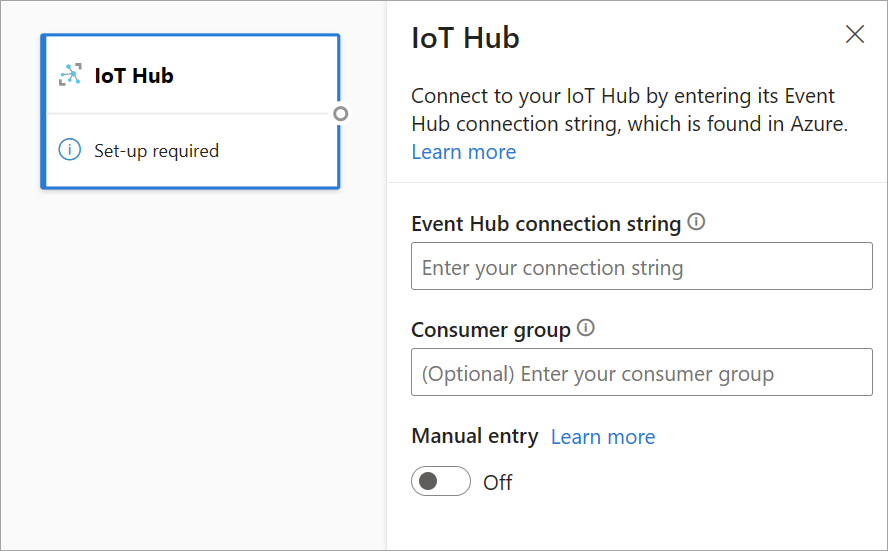 IoT Hub
Set-up required
IoT Hub
Connect to your IoT Hub by entering its Event
Hub connection string, which is found in Azure.
Learn more
Event Hub connection string
Enter your connection string
Consumer group
(Optional) Enter your consumer group
Manual entry Learn more
Off